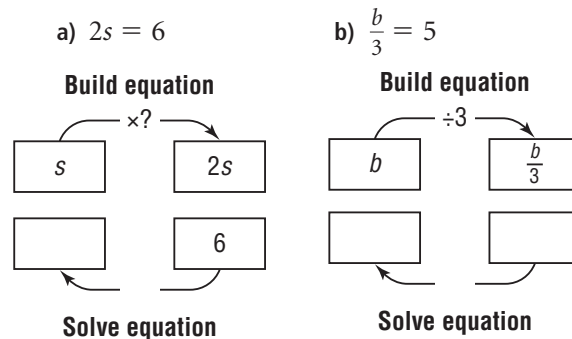 a) 2s = 6
Build equation
×?
s
2s
6
Solve equation
b) b/3 = 5
Build equation
÷3
b
b/3
Solve equation